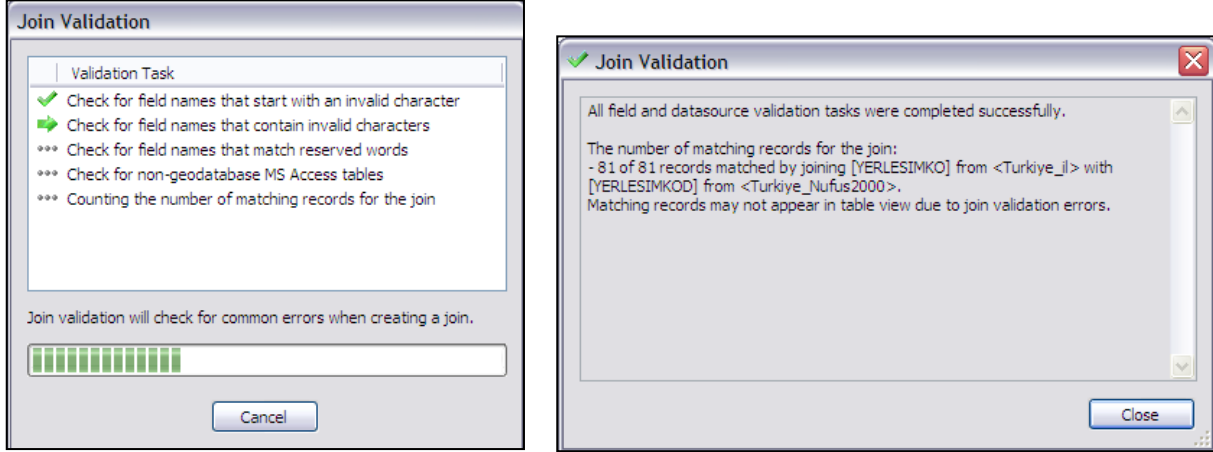 Join Validation
Validation Task
Check for field names that start with an invalid character
Check for field names that contain invalid characters
Check for field names that match reserved words
Check for non-geodatabase MS Access tables
Counting the number of matching records for the join
Join validation will check for common errors when creating a join.
Cancel
Join Validation
All field and datasource validation tasks were completed successfully.
The number of matching records for the join:
- 81 of 81 records matched by joining [YERLESIMKO] from <Turkiye_il> with
[YERLESIMKOD] from <Turkiye_Nufus2000>.
Matching records may not appear in table view due to join validation errors.
Close